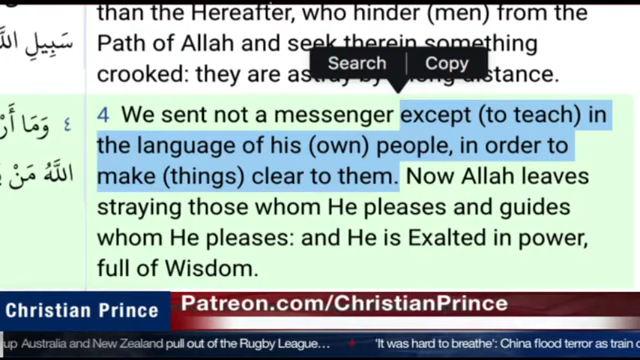 than the Hereafter, who hinder (men) from the
Path of Allah and seek therein something
crooked: they are astray by a long distance.
Search Copy
4 We sent not a messenger except (to teach) in
the language of his (own) people, in order to
make (things) clear to them. Now Allah leaves
straying those whom He pleases and guides
whom He pleases: and He is Exalted in power,
full of Wisdom.
سَبِيلِ
٤ وَمَا
اللَّهُ مَنْ
Christian Prince
Patreon.com/ChristianPrince
up Australia and New Zealand pull out of the Rugby League... 'It was hard to breathe': China flood terror as train